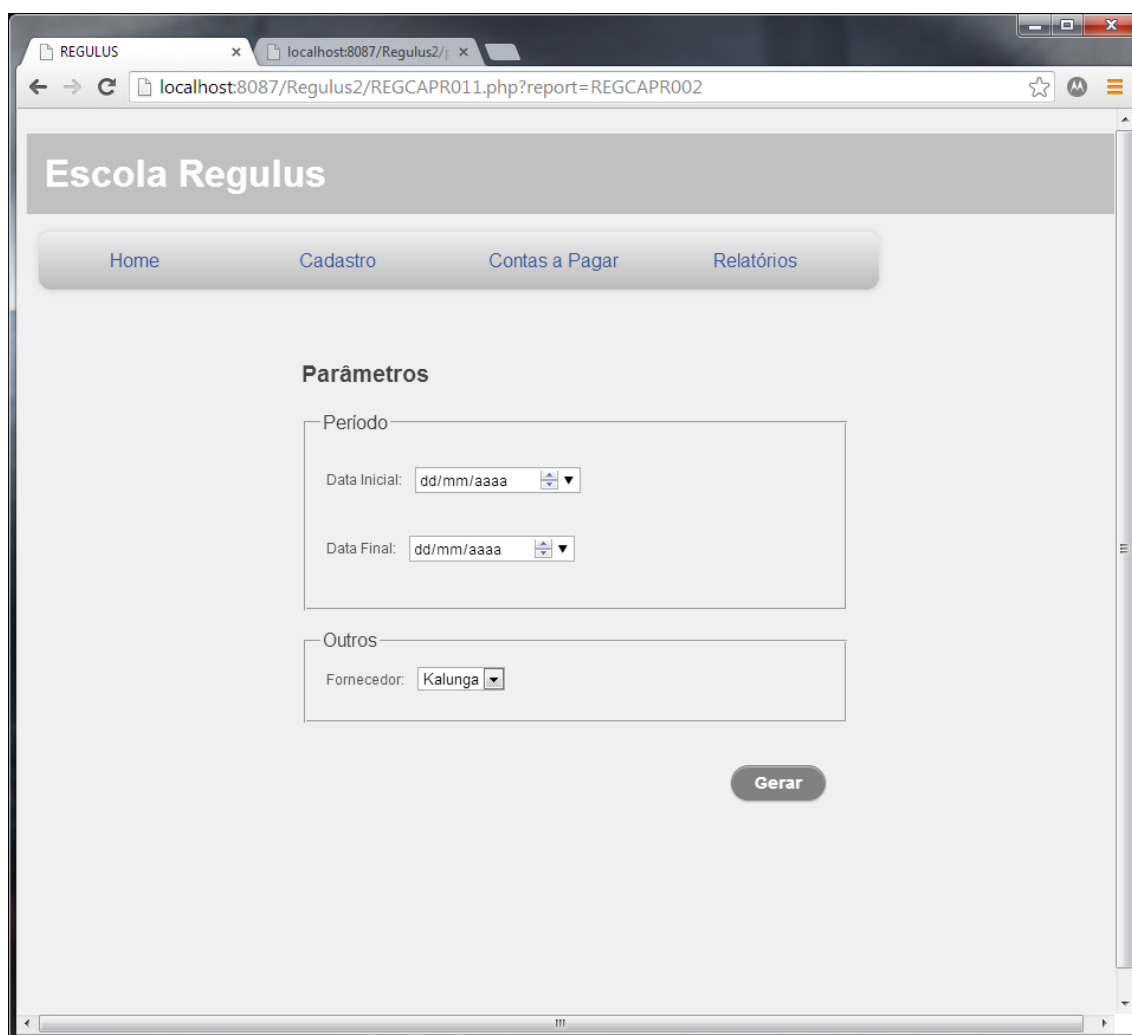 REGULUS
localhost:8087/Regulus2/
localhost:8087/Regulus2/REGCAPR011.php?report=REGCAPR002
Escola Regulus
Home Cadastro Contas a Pagar Relatórios
Parâmetros
Período
Data Inicial: dd/mm/aaaa
Data Final: dd/mm/aaaa
Outros
Fornecedor: Kalunga
Gerar